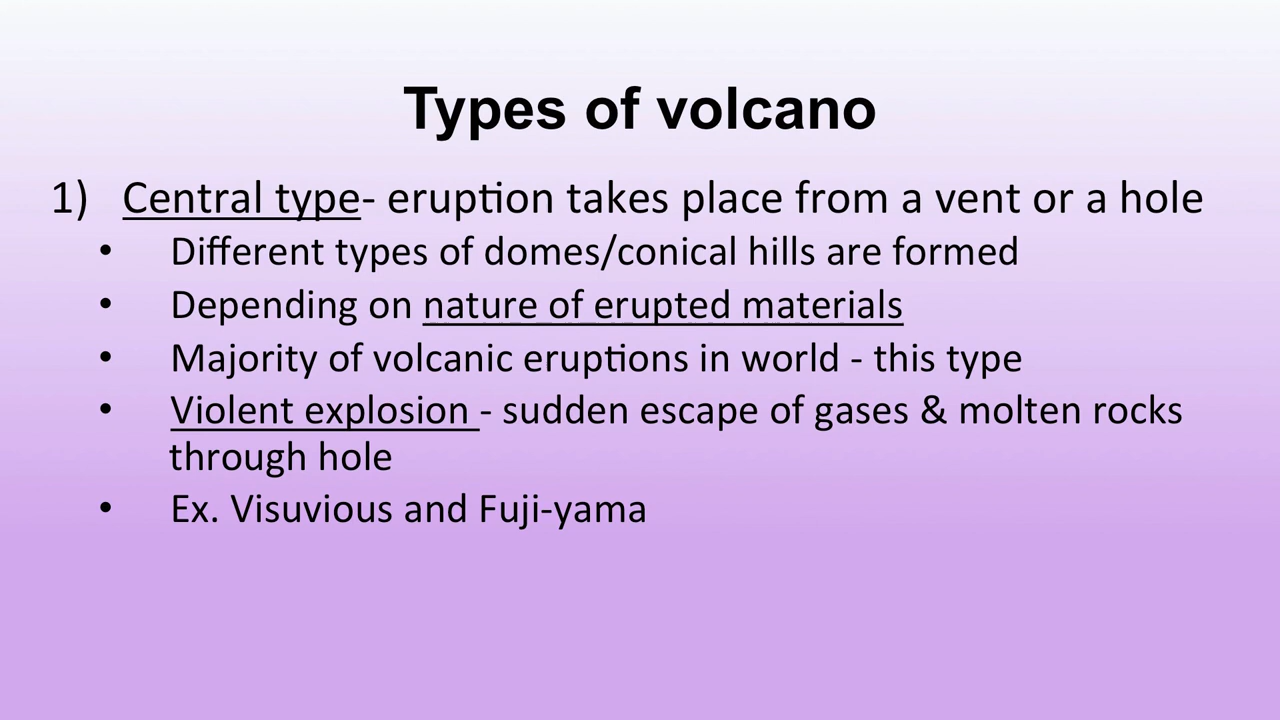 Types of volcano
1) Central type- eruption takes place from a vent or a hole
• Different types of domes/conical hills are formed
• Depending on nature of erupted materials
• Majority of volcanic eruptions in world - this type
• Violent explosion - sudden escape of gases & molten rocks
through hole
• Ex. Visuvious and Fuji-yama